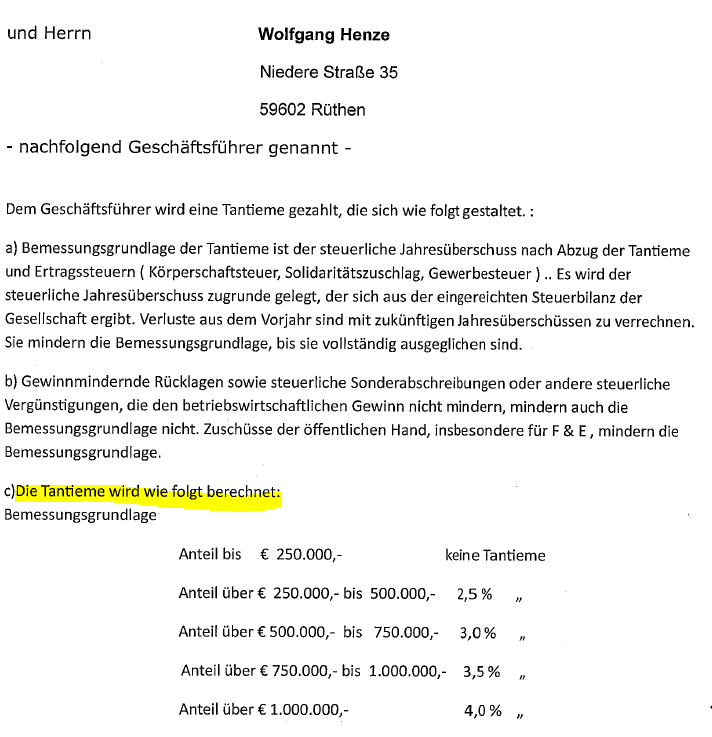 und Herrn Wolfgang Henze
Niedere Straße 35
59602 Rüthen
- nachfolgend Geschäftsführer genannt -
Dem Geschäftsführer wird eine Tantieme gezahlt, die sich wie folgt gestaltet. :
a) Bemessungsgrundlage der Tantieme ist der steuerliche Jahresüberschuss nach Abzug der Tantieme
und Ertragssteuern ( Körperschaftsteuer, Solidaritätszuschlag, Gewerbesteuer ) .. Es wird der
steuerliche Jahresüberschuss zugrunde gelegt, der sich aus der eingereichten Steuerbilanz der
Gesellschaft ergibt. Verluste aus dem Vorjahr sind mit zukünftigen Jahresüberschüssen zu verrechnen.
Sie mindern die Bemessungsgrundlage, bis sie vollständig ausgeglichen sind.
b) Gewinnmindernde Rücklagen sowie steuerliche Sonderabschreibungen oder andere steuerliche
Vergünstigungen, die den betriebswirtschaftlichen Gewinn nicht mindern, mindern auch die
Bemessungsgrundlage nicht. Zuschüsse der öffentlichen Hand, insbesondere für F & E , mindern die
Bemessungsgrundlage.
c)Die Tantieme wird wie folgt berechnet:
Bemessungsgrundlage
Anteil bis € 250.000,- keine Tantieme
Anteil über € 250.000,- bis 500.000,- 2,5 % „
Anteil über € 500.000,- bis 750.000,- 3,0 % „
Anteil über € 750.000,- bis 1.000.000,- 3,5 % „
Anteil über € 1.000.000,- 4,0 % „